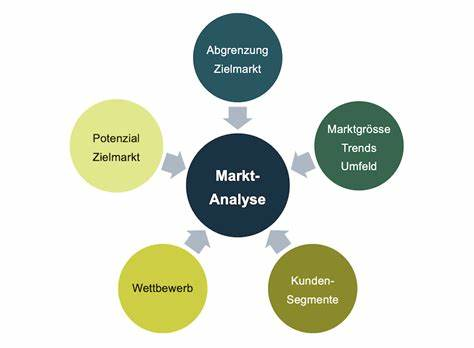 Abgrenzung
Zielmarkt
Potenzial
Zielmarkt
Marktgrösse
Trends
Umfeld
Markt-
Analyse
Wettbewerb
Kunden-
Segmente